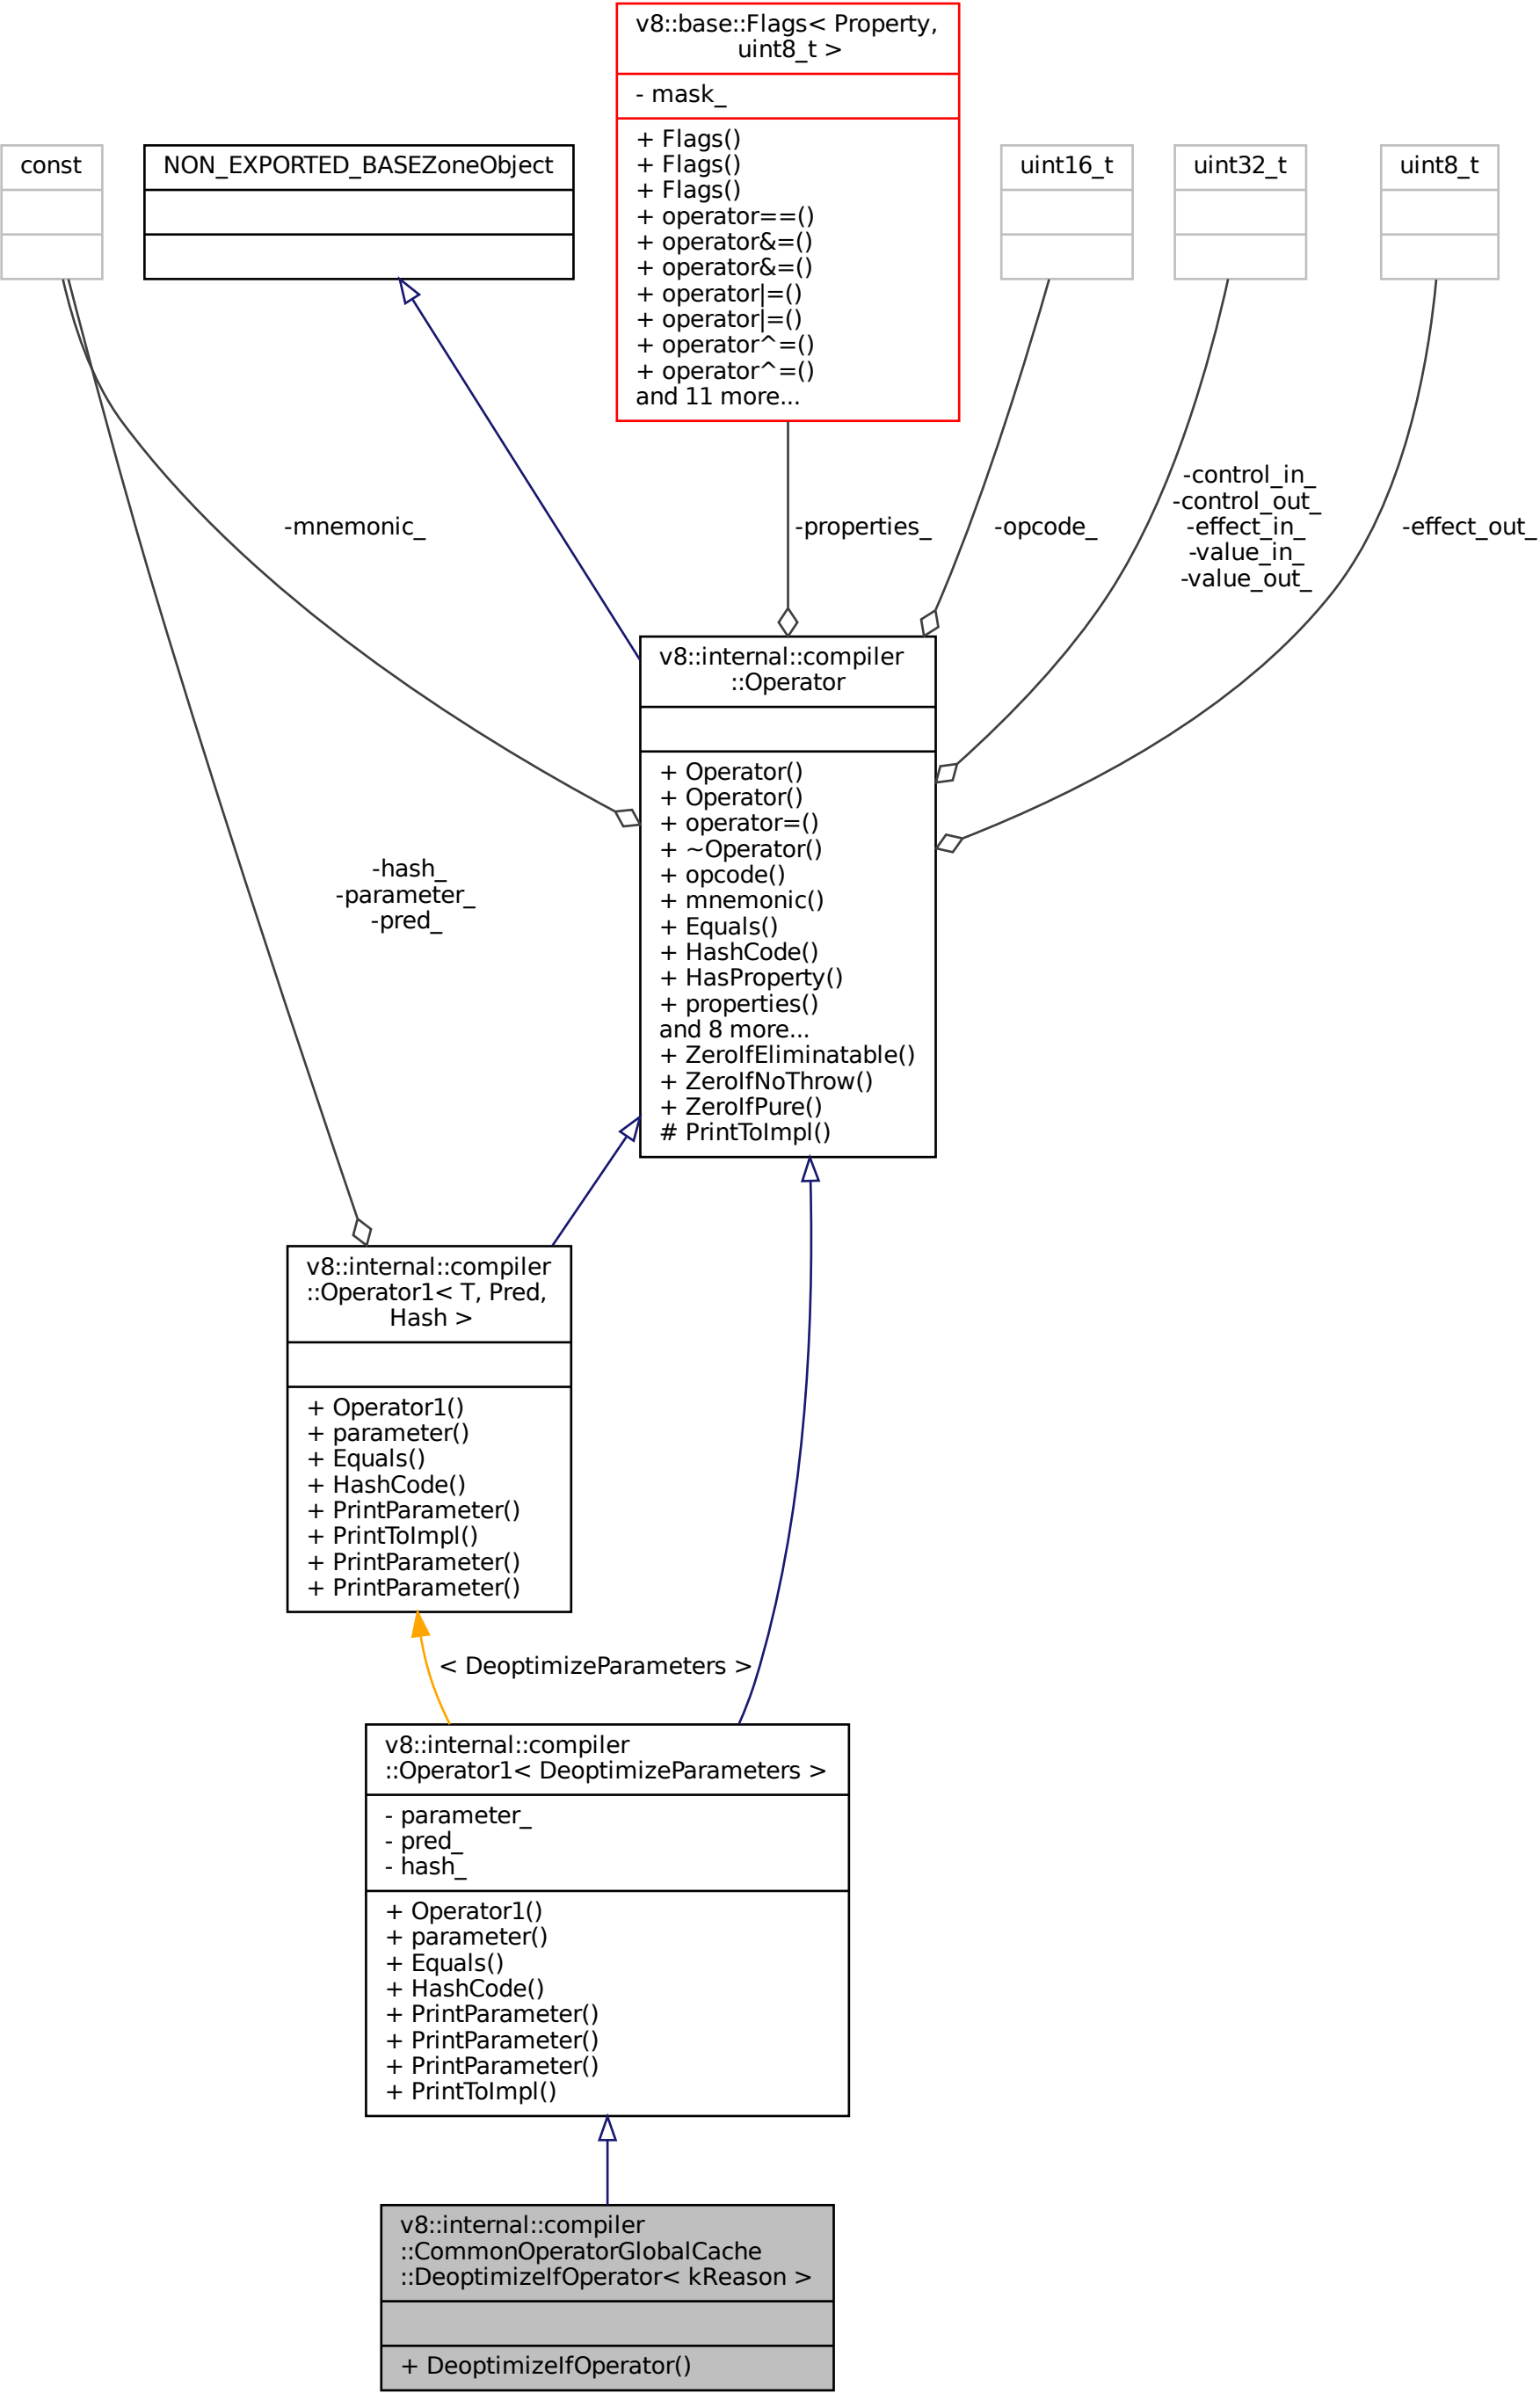 v8::base::Flags< Property,
uint8_t >
- mask_
+ Flags()
+ Flags()
+ Flags()
+ operator==()
+ operator&=()
+ operator&=()
+ operator|=()
+ operator|=()
+ operator^=()
+ operator^=()
and 11 more...
const
NON_EXPORTED_BASEZoneObject
uint16_t
uint32_t
uint8_t
-mnemonic_
-properties_
-opcode_
-control_in_
-control_out_
-effect_in_
-value_in_
-value_out_
-effect_out_
v8::internal::compiler
::Operator
+ Operator()
+ Operator()
+ operator=()
+ ~Operator()
+ opcode()
+ mnemonic()
+ Equals()
+ HashCode()
+ HasProperty()
+ properties()
and 8 more...
+ ZeroIfEliminatable()
+ ZeroIfNoThrow()
+ ZeroIfPure()
# PrintToImpl()
-hash_
-parameter_
-pred_
v8::internal::compiler
::Operator1< T, Pred,
Hash >
+ Operator1()
+ parameter()
+ Equals()
+ HashCode()
+ PrintParameter()
+ PrintToImpl()
+ PrintParameter()
+ PrintParameter()
< DeoptimizeParameters >
v8::internal::compiler
::Operator1< DeoptimizeParameters >
- parameter_
- pred_
- hash_
+ Operator1()
+ parameter()
+ Equals()
+ HashCode()
+ PrintParameter()
+ PrintParameter()
+ PrintParameter()
+ PrintToImpl()
v8::internal::compiler
::CommonOperatorGlobalCache
::DeoptimizeIfOperator< kReason >
+ DeoptimizeIfOperator()